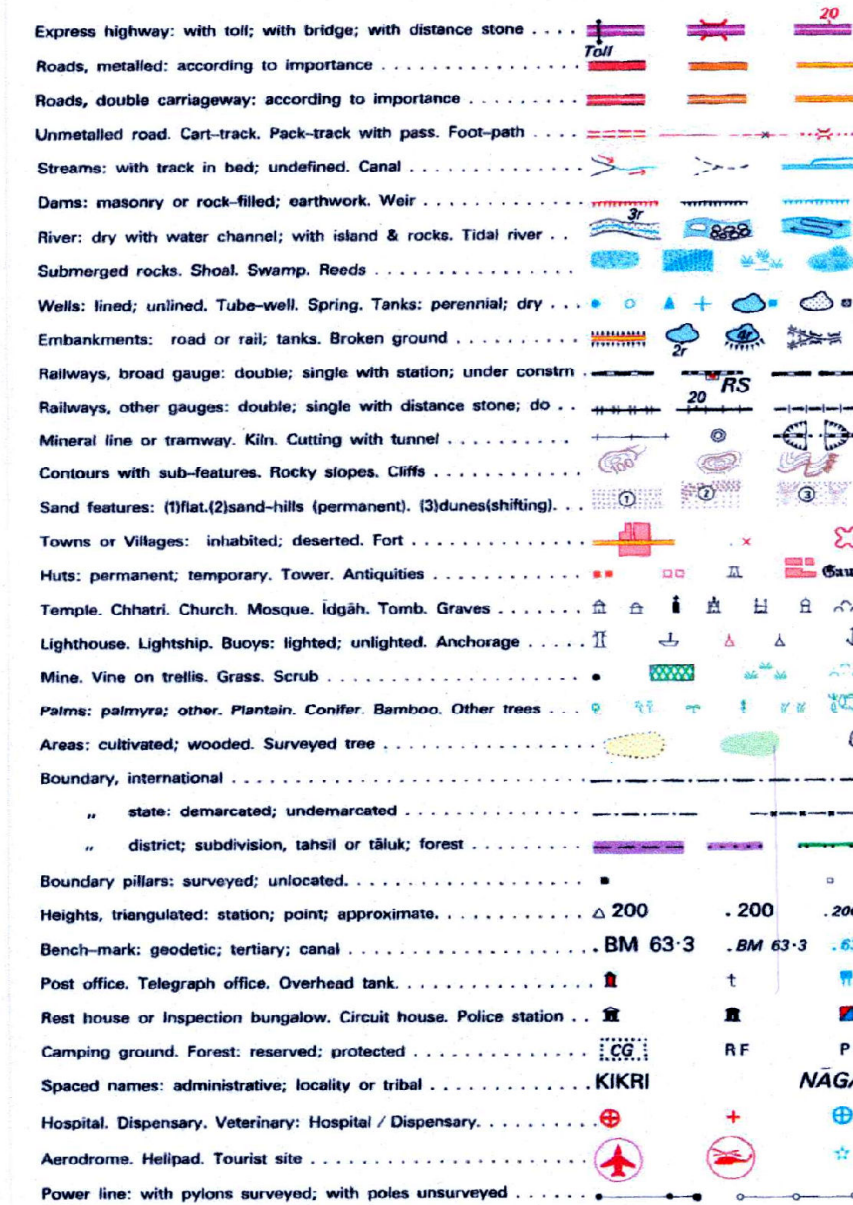 20
Express highway: with toll; with bridge; with distance stone . . . .
Toll
Roads, metalled: according to importance . . . . . . . . . . . . . . . .
Roads, double carriageway: according to importance . . . . . . . . .
Unmetalled road. Cart-track. Pack-track with pass. Foot-path . . . .
Streams: with track in bed; undefined. Canal . . . . . . . . . . . . . .
Dams: masonry or rock-filled; earthwork. Weir . . . . . . . . . . . . .
3r
River: dry with water channel; with island & rocks. Tidal river . .
Submerged rocks. Shoal. Swamp. Reeds . . . . . . . . . . . . . . . .
Wells: lined; unlined. Tube-well. Spring. Tanks: perennial; dry . . .
Embankments: road or rail; tanks. Broken ground . . . . . . . . . . 4r
2r
Railways, broad gauge: double; single with station; under constrn .
RS
20
Railways, other gauges: double; single with distance stone; do . .
Mineral line or tramway. Kiln. Cutting with tunnel . . . . . . . . . .
Contours with sub-features. Rocky slopes. Cliffs . . . . . . . . . . . . 100
Sand features: (1)flat.(2)sand-hills (permanent). (3)dunes(shifting). . . 1 2 3
Towns or Villages: inhabited; deserted. Fort . . . . . . . . . . . . . .
Huts: permanent; temporary. Tower. Antiquities . . . . . . . . . . . . Gau
Temple. Chhatri. Church. Mosque. Īdgāh. Tomb. Graves . . . . . . .
Lighthouse. Lightship. Buoys: lighted; unlighted. Anchorage . . . . .
Mine. Vine on trellis. Grass. Scrub . . . . . . . . . . . . . . . . . . . . .
Palms: palmyra; other. Plantain. Conifer. Bamboo. Other trees . . .
Areas: cultivated; wooded. Surveyed tree . . . . . . . . . . . . . . . .
Boundary, international . . . . . . . . . . . . . . . . . . . . . . . . . . . .
„ state: demarcated; undemarcated . . . . . . . . . . . . . .
„ district; subdivision, tahsil or tāluk; forest . . . . . . . . .
Boundary pillars: surveyed; unlocated. . . . . . . . . . . . . . . . . . .
Heights, triangulated: station; point; approximate. . . . . . . . . . . . 200 . 200 . 200
Bench-mark: geodetic; tertiary; canal . . . . . . . . . . . . . . . . . . . BM 63·3 . BM 63·3 . 63
Post office. Telegraph office. Overhead tank. . . . . . . . . . . . . . .
Rest house or Inspection bungalow. Circuit house. Police station . .
Camping ground. Forest: reserved; protected . . . . . . . . . . . . . . CG RF P
Spaced names: administrative; locality or tribal . . . . . . . . . . . . . KIKRI NĀGA
Hospital. Dispensary. Veterinary: Hospital / Dispensary. . . . . . . . .
Aerodrome. Helipad. Tourist site . . . . . . . . . . . . . . . . . . . . . .
Power line: with pylons surveyed; with poles unsurveyed . . . . . .